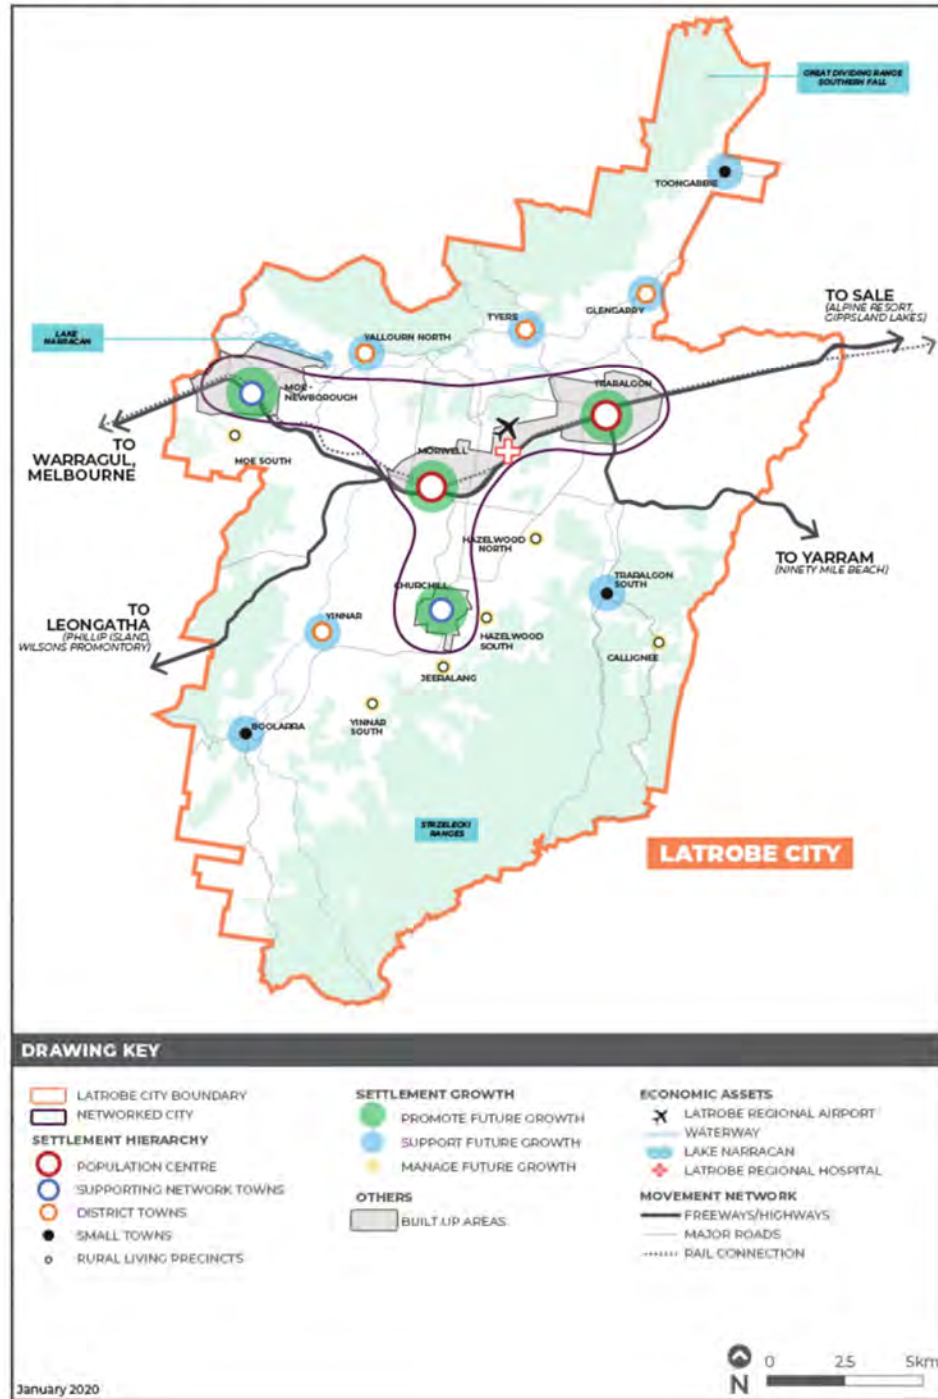 GREAT DIVIDING RANGE
SOUTHERN FALL
TOONGABBIE
TO SALE
(ALPINE RESORT,
GIPPSLAND LAKES)
GLENGARRY
TYERS
LAKE
NARRACAN
YALLOURN NORTH
MOE -
NEWBOROUGH
TRARALGON
TO
WARRAGUL,
MELBOURNE
MOE SOUTH
MORWELL
HAZELWOOD
NORTH
TO YARRAM
(NINETY MILE BEACH)
TRARALGON
SOUTH
CHURCHILL
TO
LEONGATHA
(PHILLIP ISLAND,
WILSONS PROMONTORY)
YINNAR
HAZELWOOD
SOUTH
CALLIGNEE
JEERALANG
YINNAR
SOUTH
BOOLARRA
STRZELECKI
RANGES
LATROBE CITY
DRAWING KEY
LATROBE CITY BOUNDARY
NETWORKED CITY
SETTLEMENT HIERARCHY
POPULATION CENTRE
SUPPORTING NETWORK TOWNS
DISTRICT TOWNS
SMALL TOWNS
RURAL LIVING PRECINCTS
SETTLEMENT GROWTH
PROMOTE FUTURE GROWTH
SUPPORT FUTURE GROWTH
MANAGE FUTURE GROWTH
OTHERS
BUILT UP AREAS
ECONOMIC ASSETS
LATROBE REGIONAL AIRPORT
WATERWAY
LAKE NARRACAN
LATROBE REGIONAL HOSPITAL
MOVEMENT NETWORK
FREEWAYS/HIGHWAYS
MAJOR ROADS
RAIL CONNECTION
January 2020
N
0 2.5 5km